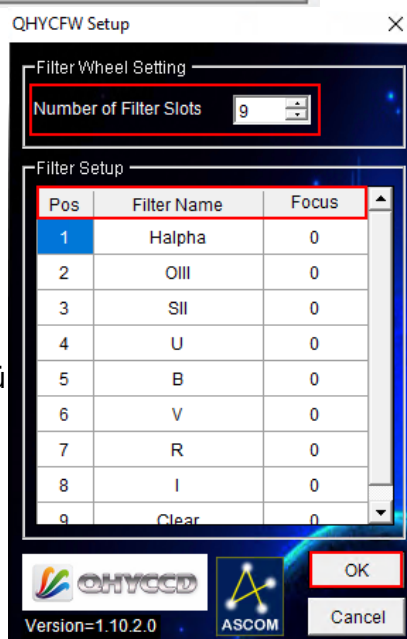 QHYCFW Setup
Filter Wheel Setting
Number of Filter Slots 9
Filter Setup
Pos Filter Name Focus
1 Halpha 0
2 OIII 0
3 SII 0
4 U 0
5 B 0
6 V 0
7 R 0
8 I 0
9 Clear 0
QHYCCD
Version=1.10.2.0
ASCOM
OK
Cancel